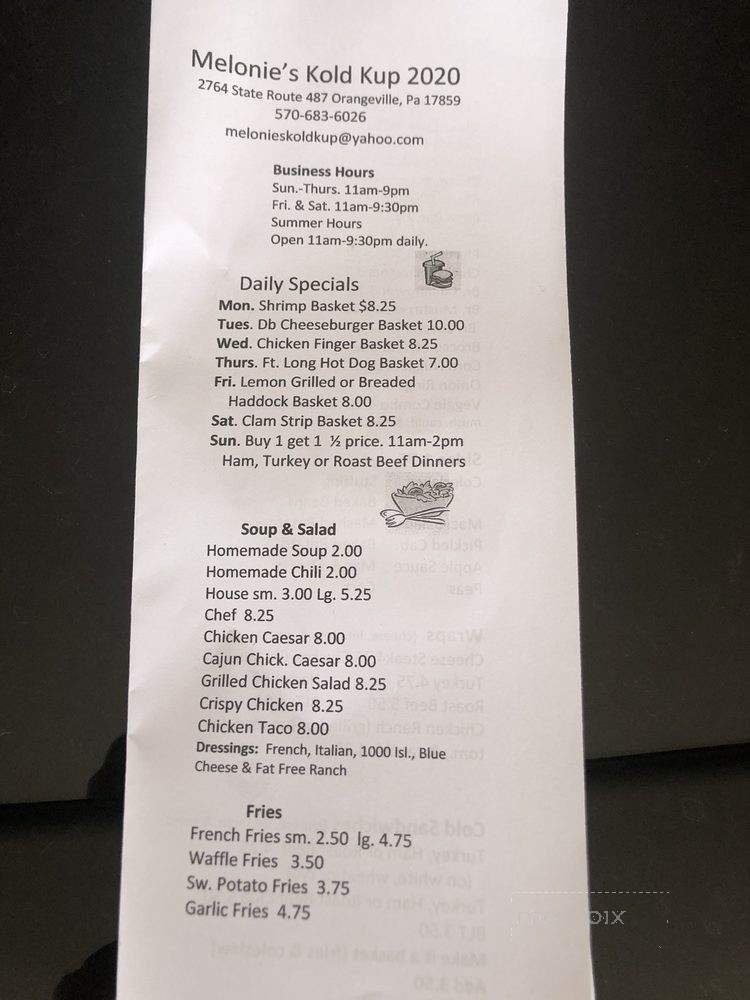 Melonie's Kold Kup 2020
2764 State Route 487 Orangeville, Pa 17859
570-683-6026
melonieskoldkup@yahoo.com
Business Hours
Sun.-Thurs. 11am-9pm
Fri. & Sat. 11am-9:30pm
Summer Hours
Open 11am-9:30pm daily.
Daily Specials
Mon. Shrimp Basket $8.25
Tues. Db Cheeseburger Basket 10.00
Wed. Chicken Finger Basket 8.25
Thurs. Ft. Long Hot Dog Basket 7.00
Fri. Lemon Grilled or Breaded
Haddock Basket 8.00
Sat. Clam Strip Basket 8.25
Sun. Buy 1 get 1 ½ price. 11am-2pm
Ham, Turkey or Roast Beef Dinners
Soup & Salad
Homemade Soup 2.00
Homemade Chili 2.00
House sm. 3.00 Lg. 5.25
Chef 8.25
Chicken Caesar 8.00
Cajun Chick. Caesar 8.00
Grilled Chicken Salad 8.25
Crispy Chicken 8.25
Chicken Taco 8.00
Dressings: French, Italian, 1000 Isl., Blue
Cheese & Fat Free Ranch
Fries
French Fries sm. 2.50 lg. 4.75
Waffle Fries 3.50
Sw. Potato Fries 3.75
Garlic Fries 4.75